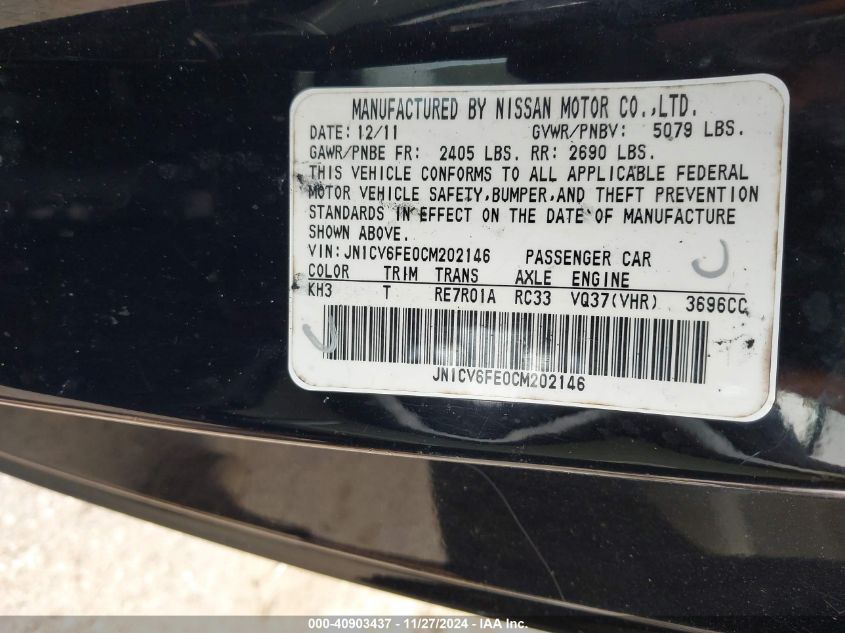 MANUFACTURED BY NISSAN MOTOR CO.,LTD.
DATE: 12/11 GVWR/PNBV: 5079 LBS.
GAWR/PNBE FR: 2405 LBS. RR: 2690 LBS.
THIS VEHICLE CONFORMS TO ALL APPLICABLE FEDERAL
MOTOR VEHICLE SAFETY,BUMPER,AND THEFT PREVENTION
STANDARDS IN EFFECT ON THE DATE OF MANUFACTURE
SHOWN ABOVE.
VIN:JN1CV6FE0CM202146 PASSENGER CAR
COLOR TRIM TRANS AXLE ENGINE
KH3 T RE7R01A RC33 VQ37(VHR) 3696CC
JN1CV6FE0CM202146
000-40903437 - 11/27/2024 - IAA Inc.